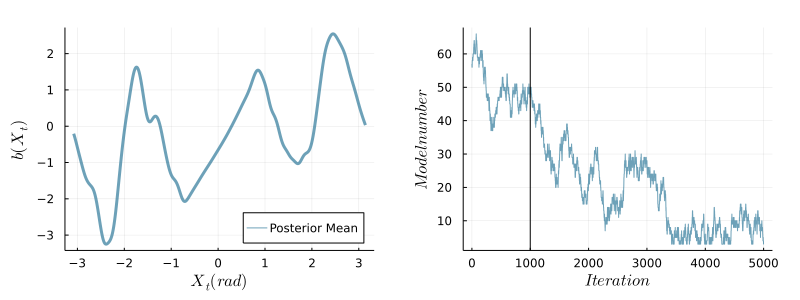 2
1
0
−1
−2
−3
b(X_t)
Posterior Mean
−3 −2 −1 0 1 2 3
X_t(rad)
60
50
40
30
20
10
Modelnumber
0 1000 2000 3000 4000 5000
Iteration